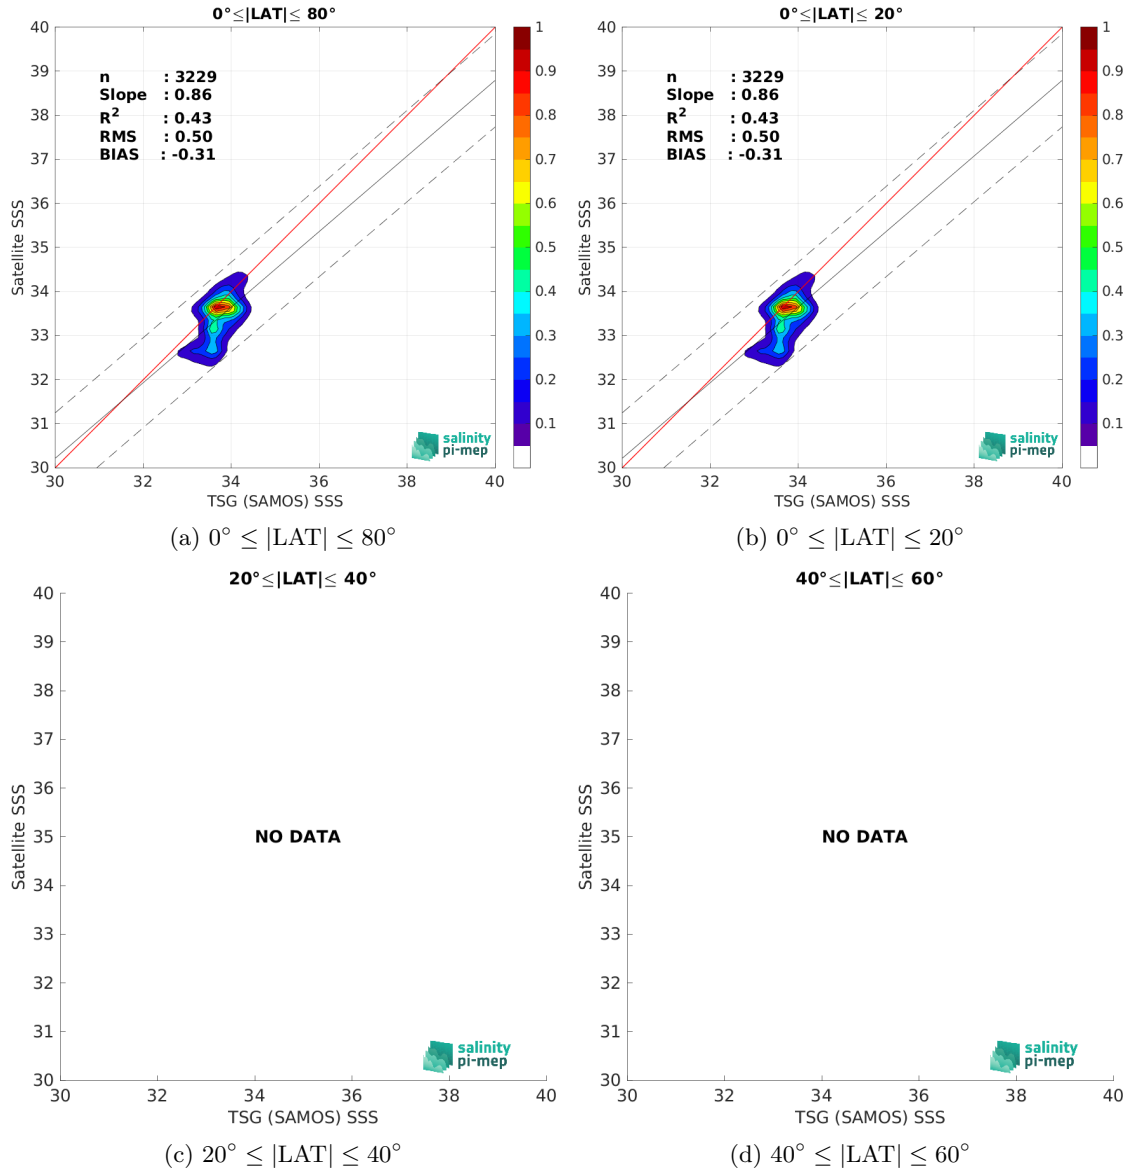 0°≤|LAT|≤ 80°
n : 3229
Slope : 0.86
R² : 0.43
RMS : 0.50
BIAS : -0.31
Satellite SSS
40
39
38
37
36
35
34
33
32
31
30
30 32 34 36 38 40
TSG (SAMOS) SSS
1
0.9
0.8
0.7
0.6
0.5
0.4
0.3
0.2
0.1
salinity
pi-mep
(a) 0° ≤ |LAT| ≤ 80°
0°≤|LAT|≤ 20°
n : 3229
Slope : 0.86
R² : 0.43
RMS : 0.50
BIAS : -0.31
Satellite SSS
40
39
38
37
36
35
34
33
32
31
30
30 32 34 36 38 40
TSG (SAMOS) SSS
1
0.9
0.8
0.7
0.6
0.5
0.4
0.3
0.2
0.1
salinity
pi-mep
(b) 0° ≤ |LAT| ≤ 20°
20°≤|LAT|≤ 40°
Satellite SSS
40
39
38
37
36
35
34
33
32
31
30
NO DATA
salinity
pi-mep
30 32 34 36 38 40
TSG (SAMOS) SSS
(c) 20° ≤ |LAT| ≤ 40°
40°≤|LAT|≤ 60°
Satellite SSS
40
39
38
37
36
35
34
33
32
31
30
NO DATA
salinity
pi-mep
30 32 34 36 38 40
TSG (SAMOS) SSS
(d) 40° ≤ |LAT| ≤ 60°